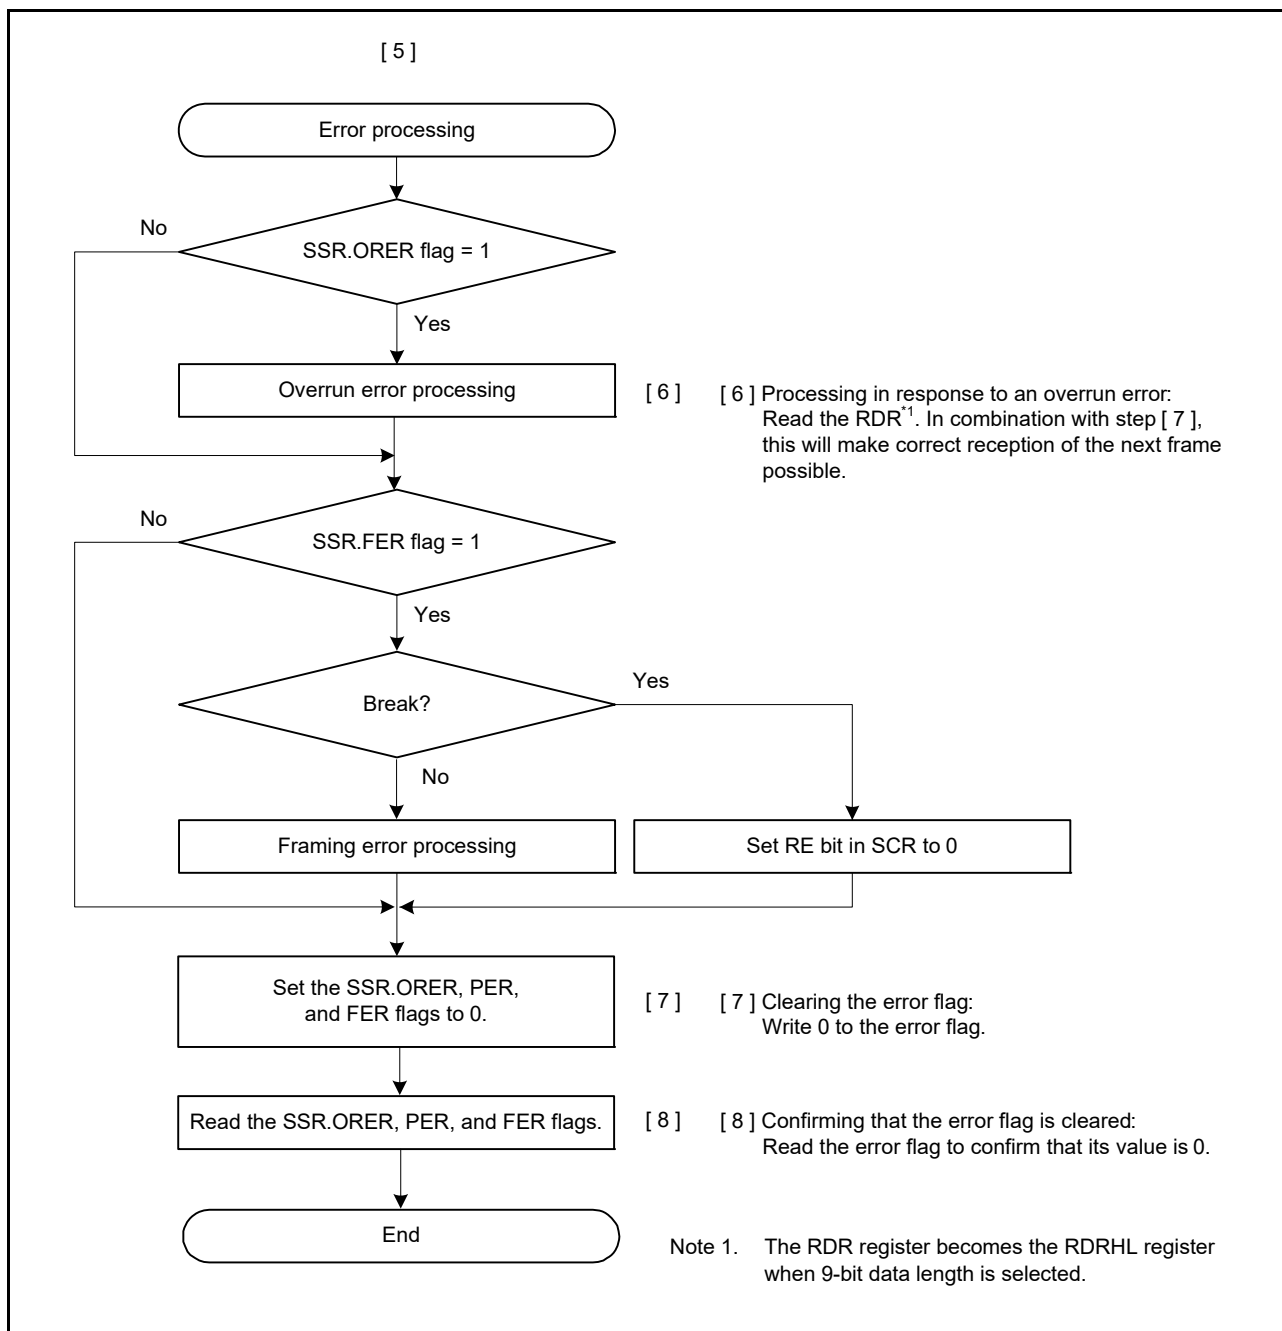 [ 5 ]
Error processing
No
SSR.ORER flag = 1
Yes
Overrun error processing
[ 6 ]
[ 6 ] Processing in response to an overrun error:
Read the RDR*1. In combination with step [ 7 ],
this will make correct reception of the next frame
possible.
No
SSR.FER flag = 1
Yes
Break?
Yes
No
Framing error processing
Set RE bit in SCR to 0
Set the SSR.ORER, PER,
and FER flags to 0.
[ 7 ]
[ 7 ] Clearing the error flag:
Write 0 to the error flag.
Read the SSR.ORER, PER, and FER flags.
[ 8 ]
[ 8 ] Confirming that the error flag is cleared:
Read the error flag to confirm that its value is 0.
End
Note 1. The RDR register becomes the RDRHL register
when 9-bit data length is selected.